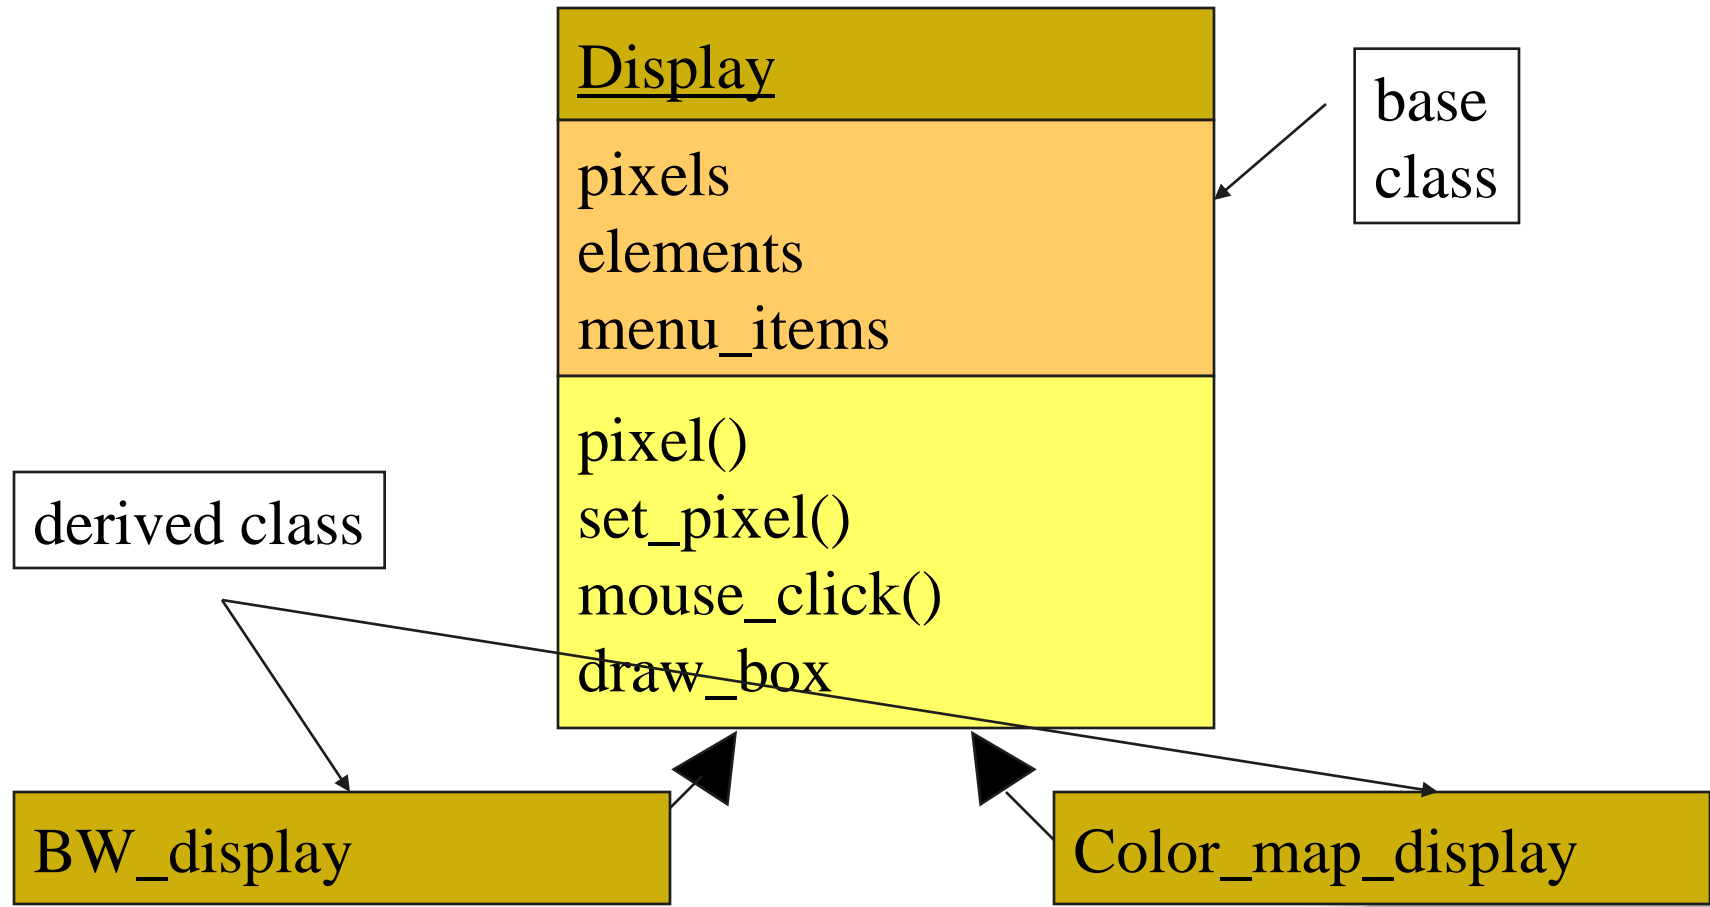 Display
base
class
pixels
elements
menu_items
pixel()
set_pixel()
mouse_click()
draw_box
derived class
BW_display
Color_map_display